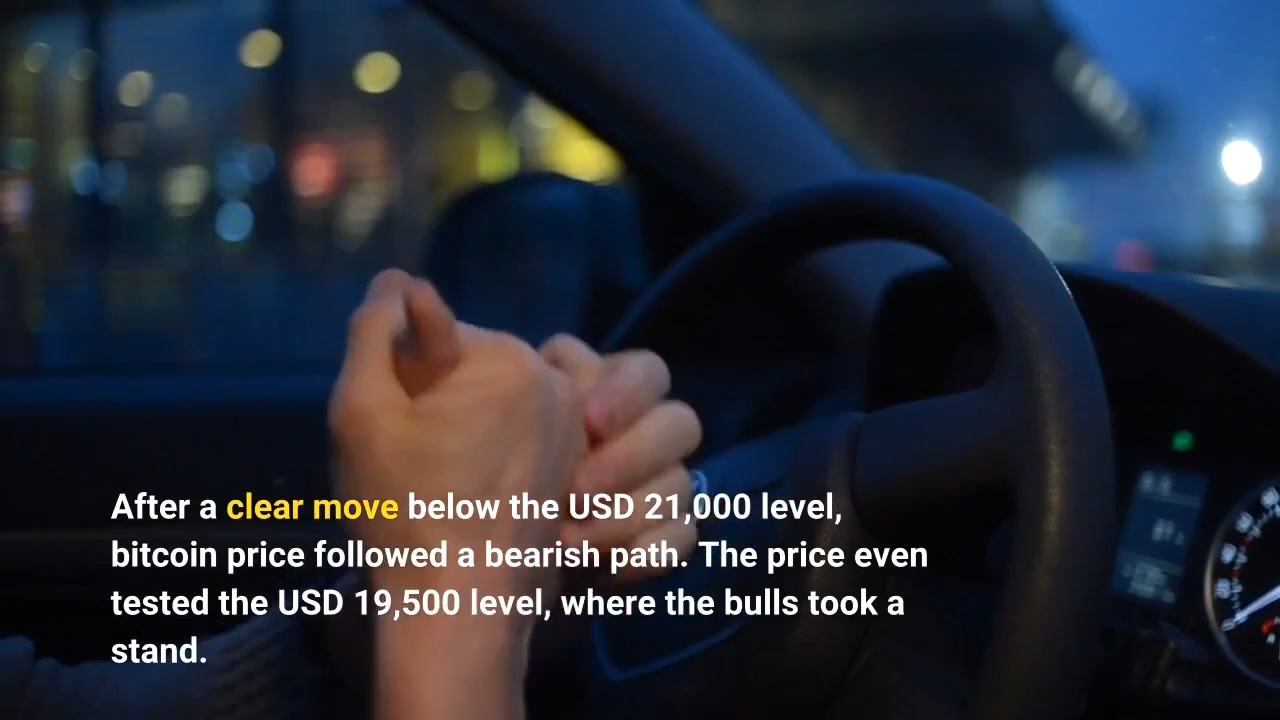 After a clear move below the USD 21,000 level,
bitcoin price followed a bearish path. The price even
tested the USD 19,500 level, where the bulls took a
stand.